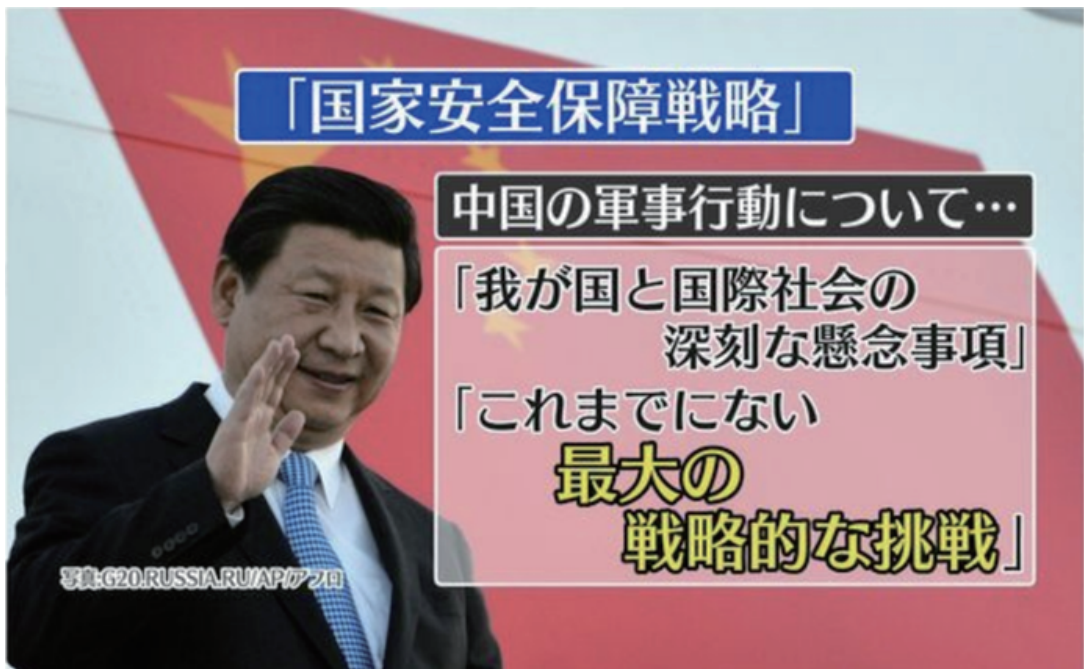 「国家安全保障戦略」
中国の軍事行動について…
「我が国と国際社会の
深刻な懸念事項」
「これまでにない
最大の
戦略的な挑戦」
写真:G20.RUSSIA.RU/AP/アフロ